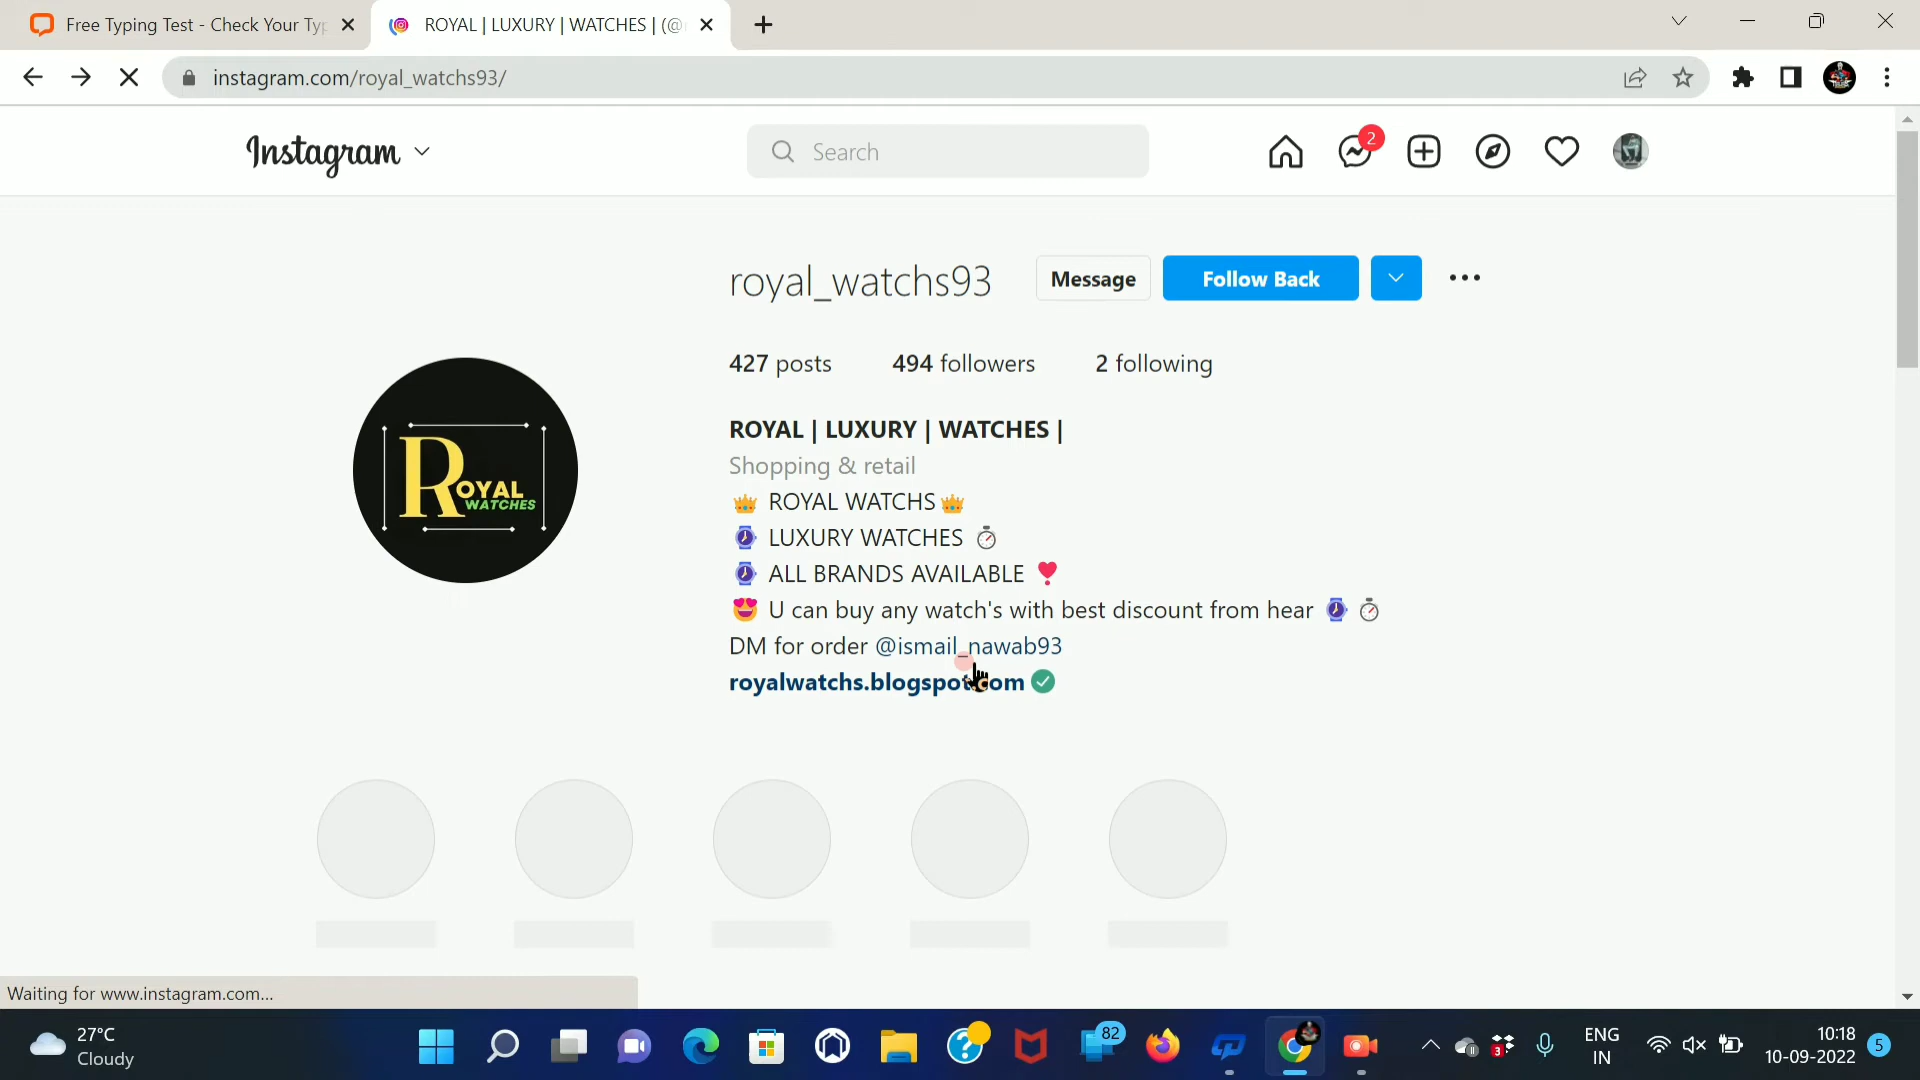 Free Typing Test - Check Your Ty
ROYAL | LUXURY | WATCHES | (@
instagram.com/royal_watchs93/
Instagram
Search
2
royal_watchs93
Message
Follow Back
427 posts
494 followers
2 following
ROYAL | LUXURY | WATCHES |
Shopping & retail
👑 ROYAL WATCHS 👑
⌚ LUXURY WATCHES ⏱
⌚ ALL BRANDS AVAILABLE ❣
😍 U can buy any watch's with best discount from hear ⌚ ⏱
DM for order @ismail_nawab93
royalwatchs.blogspot.com
ROYAL
WATCHES
Waiting for www.instagram.com...
27°C
Cloudy
82
3
ENG
IN
10:18
10-09-2022
5